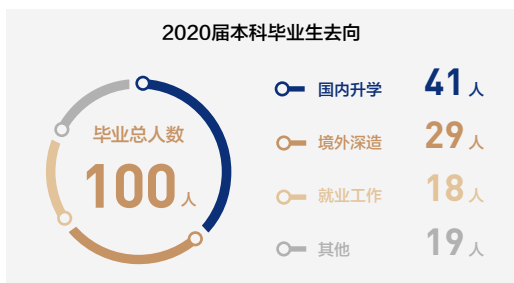 2020届本科毕业生去向
毕业总人数
100人
国内升学 41人
境外深造 29人
就业工作 18人
其他 19人